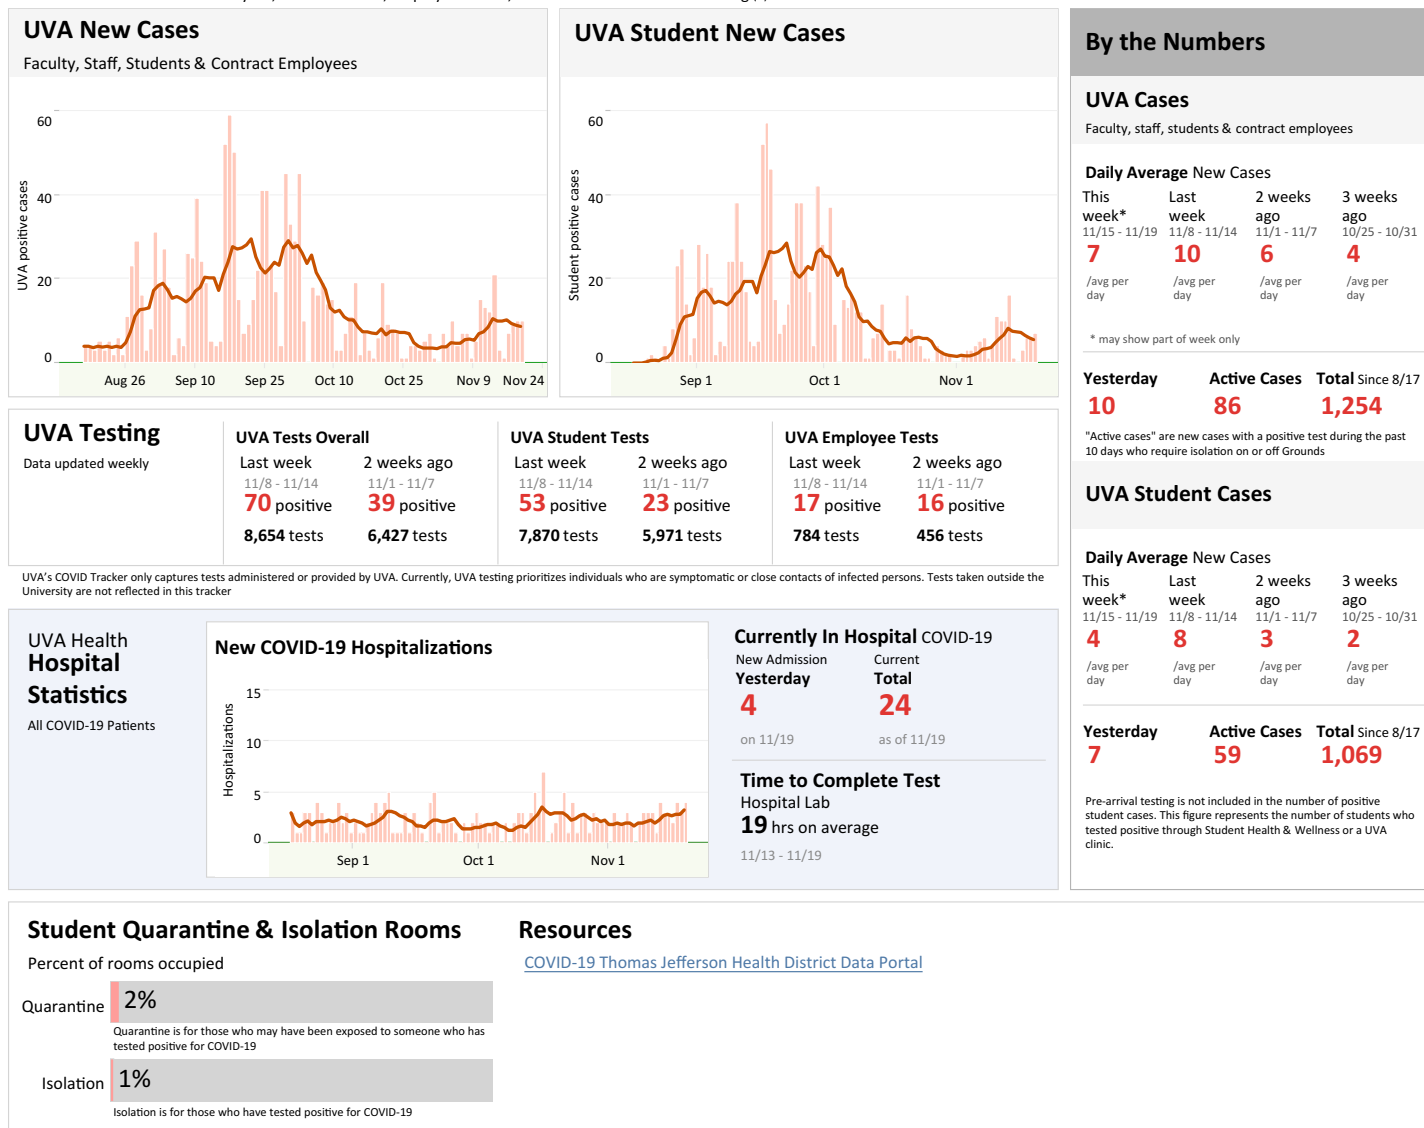 UVA New Cases
Faculty, Staff, Students & Contract Employees
UVA positive cases
60
40
20
0
Aug 26 Sep 10 Sep 25 Oct 10 Oct 25 Nov 9 Nov 24
UVA Student New Cases
Student positive cases
60
40
20
0
Sep 1 Oct 1 Nov 1
By the Numbers
UVA Cases
Faculty, staff, students & contract employees
Daily Average New Cases
This Last 2 weeks 3 weeks
week* week ago ago
11/15 - 11/19 11/8 - 11/14 11/1 - 11/7 10/25 - 10/31
7 10 6 4
/avg per /avg per /avg per /avg per
day day day day
* may show part of week only
Yesterday Active Cases Total Since 8/17
10 86 1,254
"Active cases" are new cases with a positive test during the past
10 days who require isolation on or off Grounds
UVA Student Cases
Daily Average New Cases
This Last 2 weeks 3 weeks
week* week ago ago
11/15 - 11/19 11/8 - 11/14 11/1 - 11/7 10/25 - 10/31
4 8 3 2
/avg per /avg per /avg per /avg per
day day day day
Yesterday Active Cases Total Since 8/17
7 59 1,069
Pre-arrival testing is not included in the number of positive
student cases. This figure represents the number of students who
tested positive through Student Health & Wellness or a UVA
clinic.
UVA Testing
Data updated weekly
UVA Tests Overall
Last week 2 weeks ago
11/8 - 11/14 11/1 - 11/7
70 positive 39 positive
8,654 tests 6,427 tests
UVA Student Tests
Last week 2 weeks ago
11/8 - 11/14 11/1 - 11/7
53 positive 23 positive
7,870 tests 5,971 tests
UVA Employee Tests
Last week 2 weeks ago
11/8 - 11/14 11/1 - 11/7
17 positive 16 positive
784 tests 456 tests
UVA's COVID Tracker only captures tests administered or provided by UVA. Currently, UVA testing prioritizes individuals who are symptomatic or close contacts of infected persons. Tests taken outside the
University are not reflected in this tracker
UVA Health
Hospital
Statistics
All COVID-19 Patients
New COVID-19 Hospitalizations
Hospitalizations
15
10
5
0
Sep 1 Oct 1 Nov 1
Currently In Hospital COVID-19
New Admission Current
Yesterday Total
4 24
on 11/19 as of 11/19
Time to Complete Test
Hospital Lab
19 hrs on average
11/13 - 11/19
Student Quarantine & Isolation Rooms
Percent of rooms occupied
Quarantine 2%
Quarantine is for those who may have been exposed to someone who has
tested positive for COVID-19
Isolation 1%
Isolation is for those who have tested positive for COVID-19
Resources
COVID-19 Thomas Jefferson Health District Data Portal